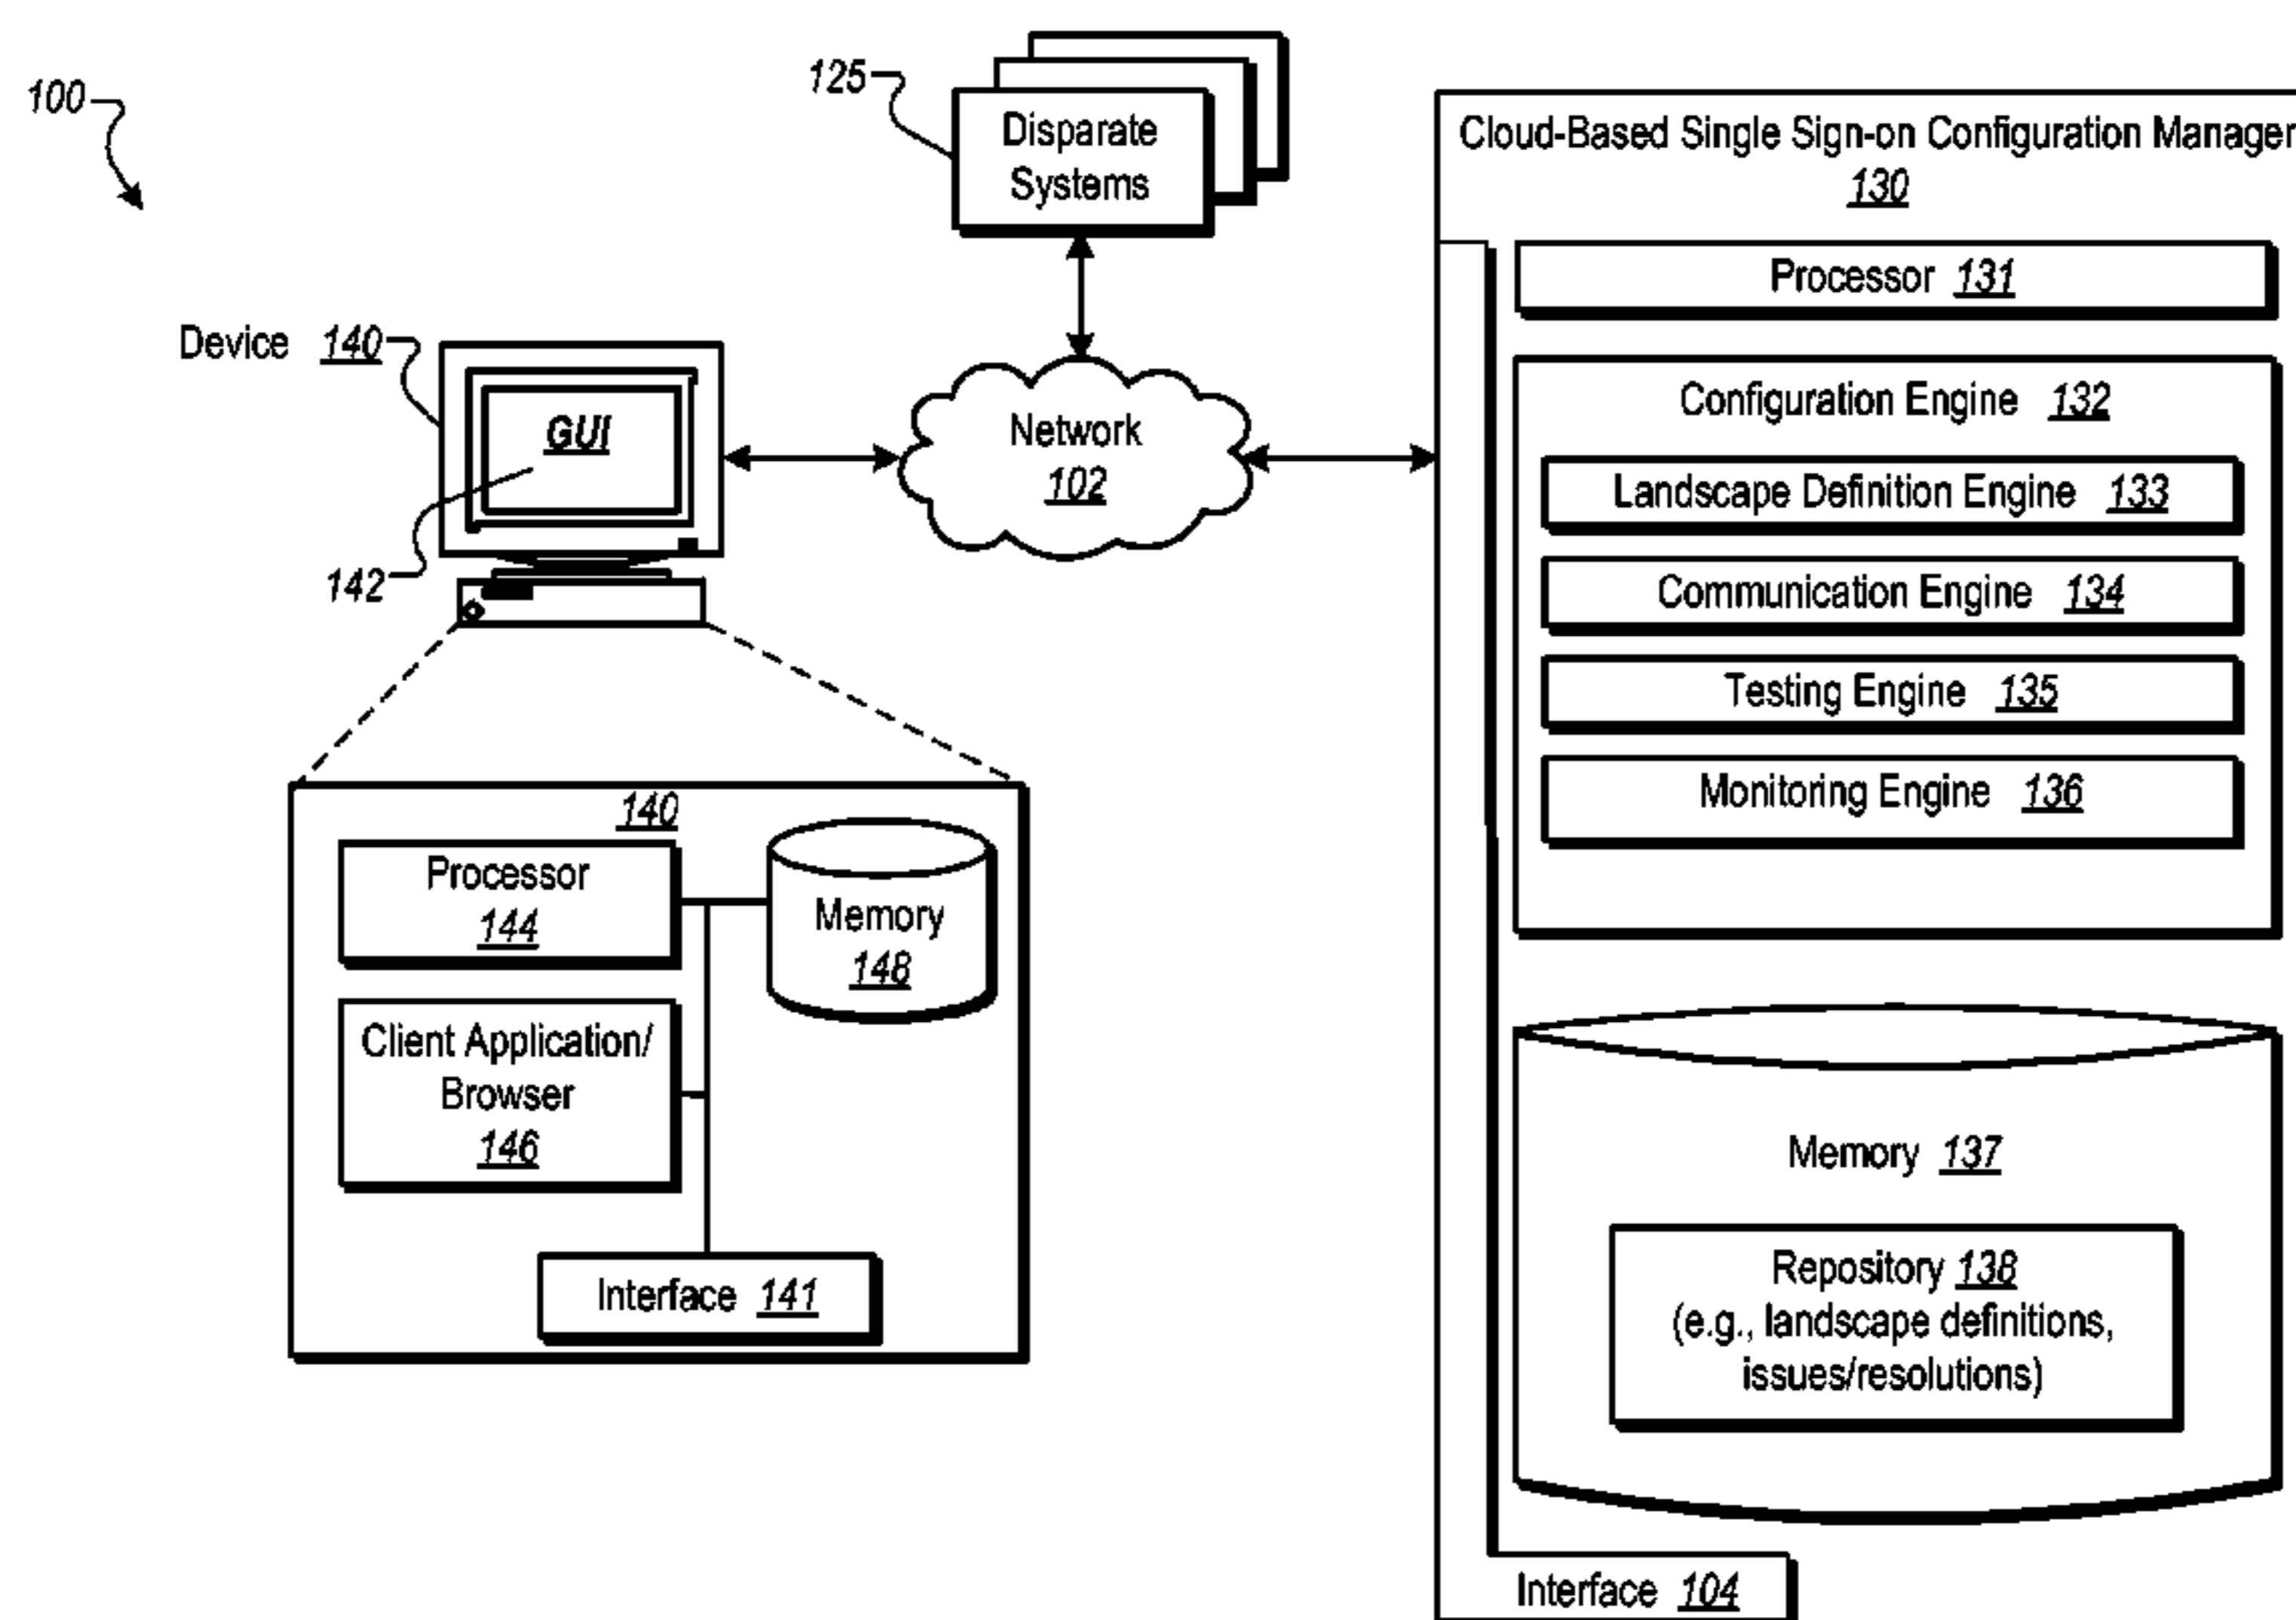 100
125
Disparate
Systems
Device 140
GUI
142
Network
102
140
Processor
144
Memory
148
Client Application/
Browser
146
Interface 141
Cloud-Based Single Sign-on Configuration Manager
130
Processor 131
Configuration Engine 132
Landscape Definition Engine 133
Communication Engine 134
Testing Engine 135
Monitoring Engine 136
Memory 137
Repository 138
(e.g., landscape definitions,
issues/resolutions)
Interface 104